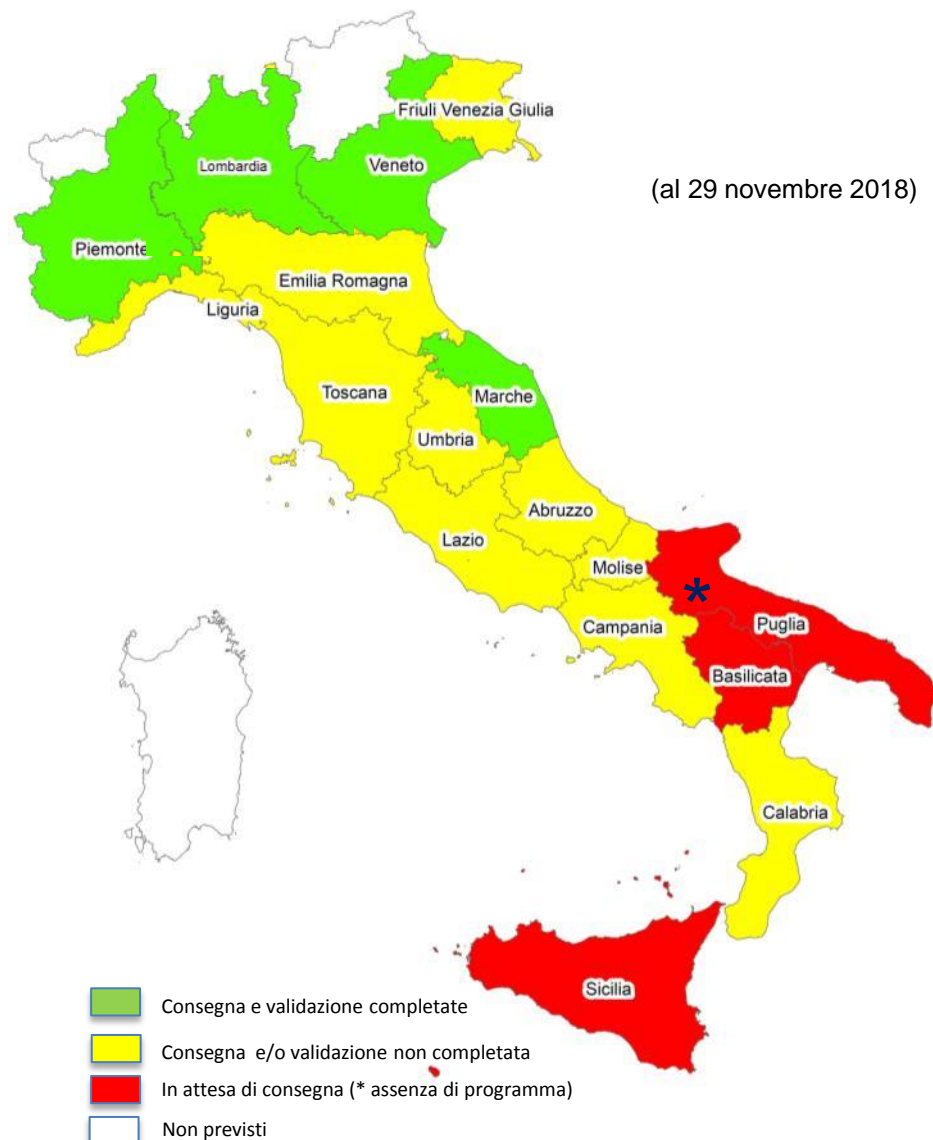 Friuli Venezia Giulia
Lombardia
Veneto
(al 29 novembre 2018)
Piemonte
Emilia Romagna
Liguria
Toscana
Marche
Umbria
Abruzzo
Lazio
Molise
*
Campania
Puglia
Basilicata
Calabria
Sicilia
Consegna e validazione completate
Consegna e/o validazione non completata
In attesa di consegna (* assenza di programma)
Non previsti